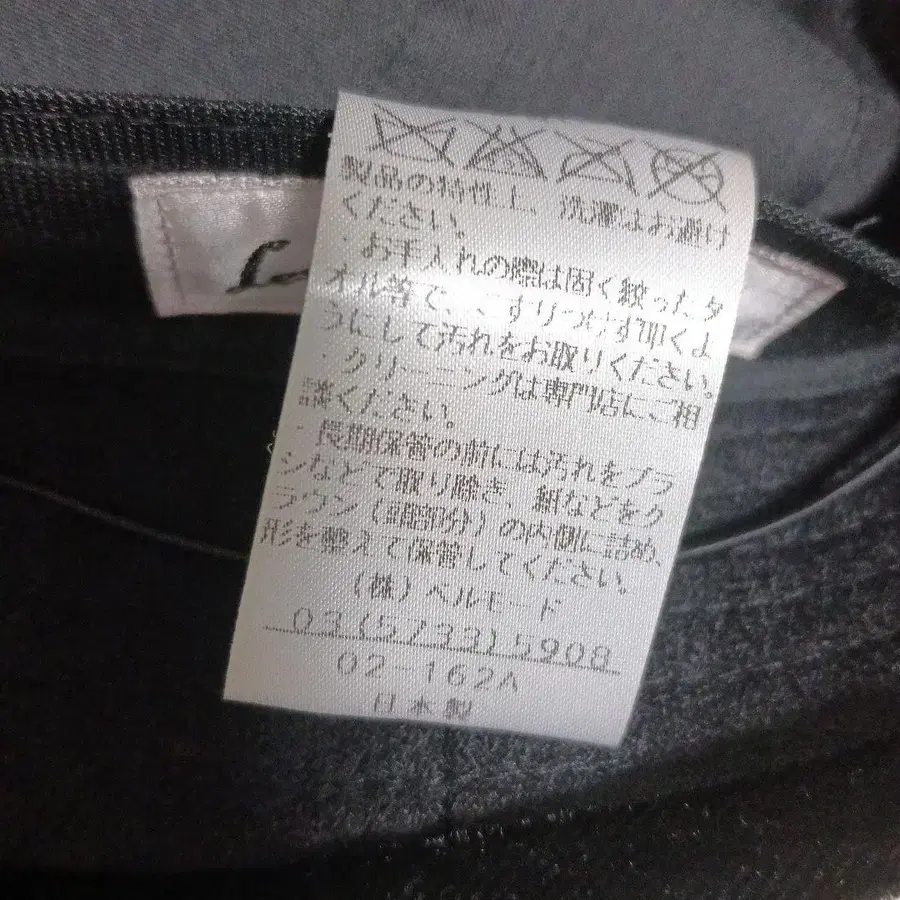 製品の特性上、洗濯はお避け
ください。
・お手入れの際は固く絞ったタ
オル等で、こすりつけず叩くよ
うにして汚れをお取りください。
・クリーニングは専門店にご相
談ください。
・長期保管の前には汚れをブラ
シなどで取り除き、紙などをク
ラウン（頭部分）の内側に詰め、
形を整えて保管してください。
（株）ベルモード
03(5733)5908
02-162A
日本製